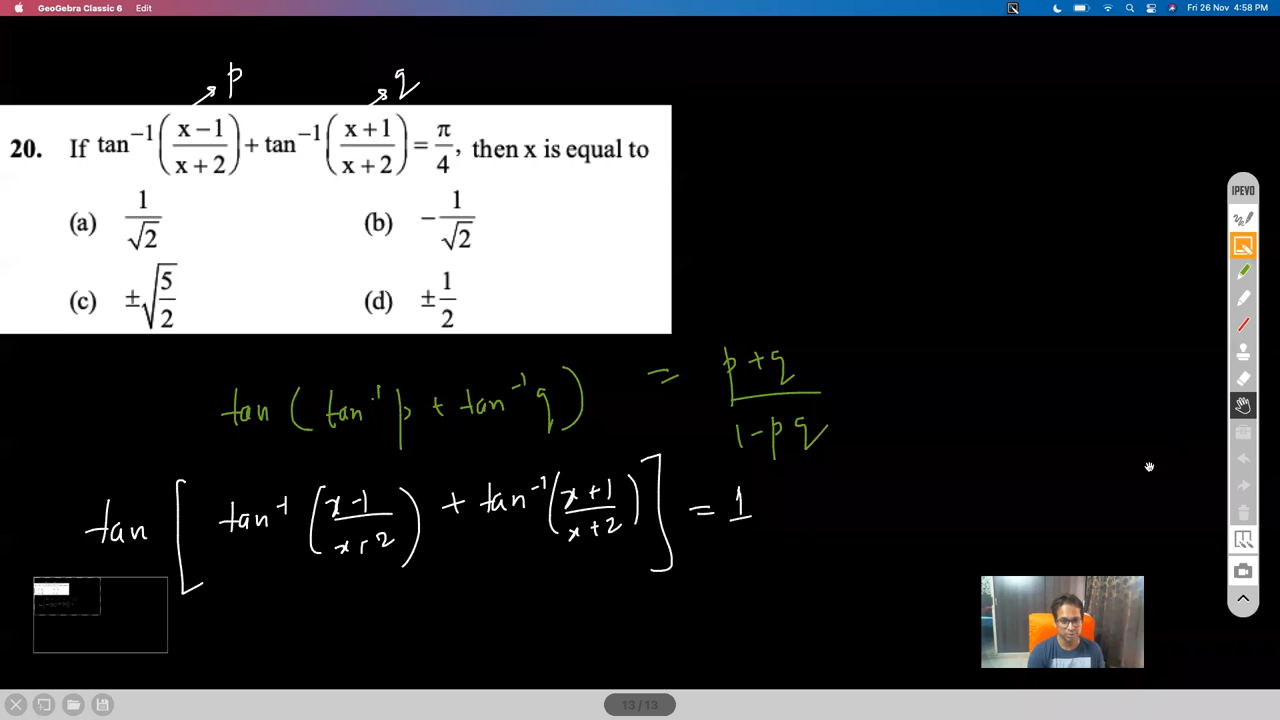 GeoGebra Classic 6 Edit Fri 26 Nov 4:58 PM
p q
20. If tan⁻¹((x−1)/(x+2)) + tan⁻¹((x+1)/(x+2)) = π/4, then x is equal to
(a) 1/√2 (b) −1/√2
(c) ±√(5/2) (d) ±1/2
tan (tan⁻¹ p + tan⁻¹ q) = (p+q)/(1−pq)
tan [ tan⁻¹ ((x−1)/(x+2)) + tan⁻¹ ((x+1)/(x+2)) ] = 1
IPEVO
13 / 13